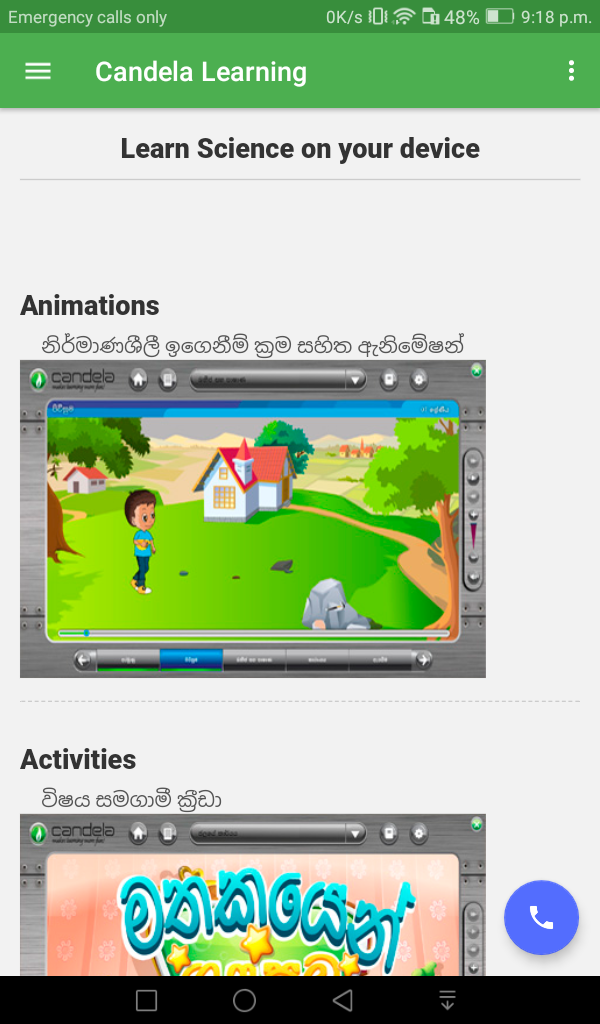 Emergency calls only 0K/s 48% 9:18 p.m.
Candela Learning
Learn Science on your device
Animations
නිර්මාණශීලී ඉගෙනීම් ක්‍රම සහිත ඇනිමේෂන්
candela
Activities
විෂය සමගාමී ක්‍රීඩා
candela
මතකයෙන්